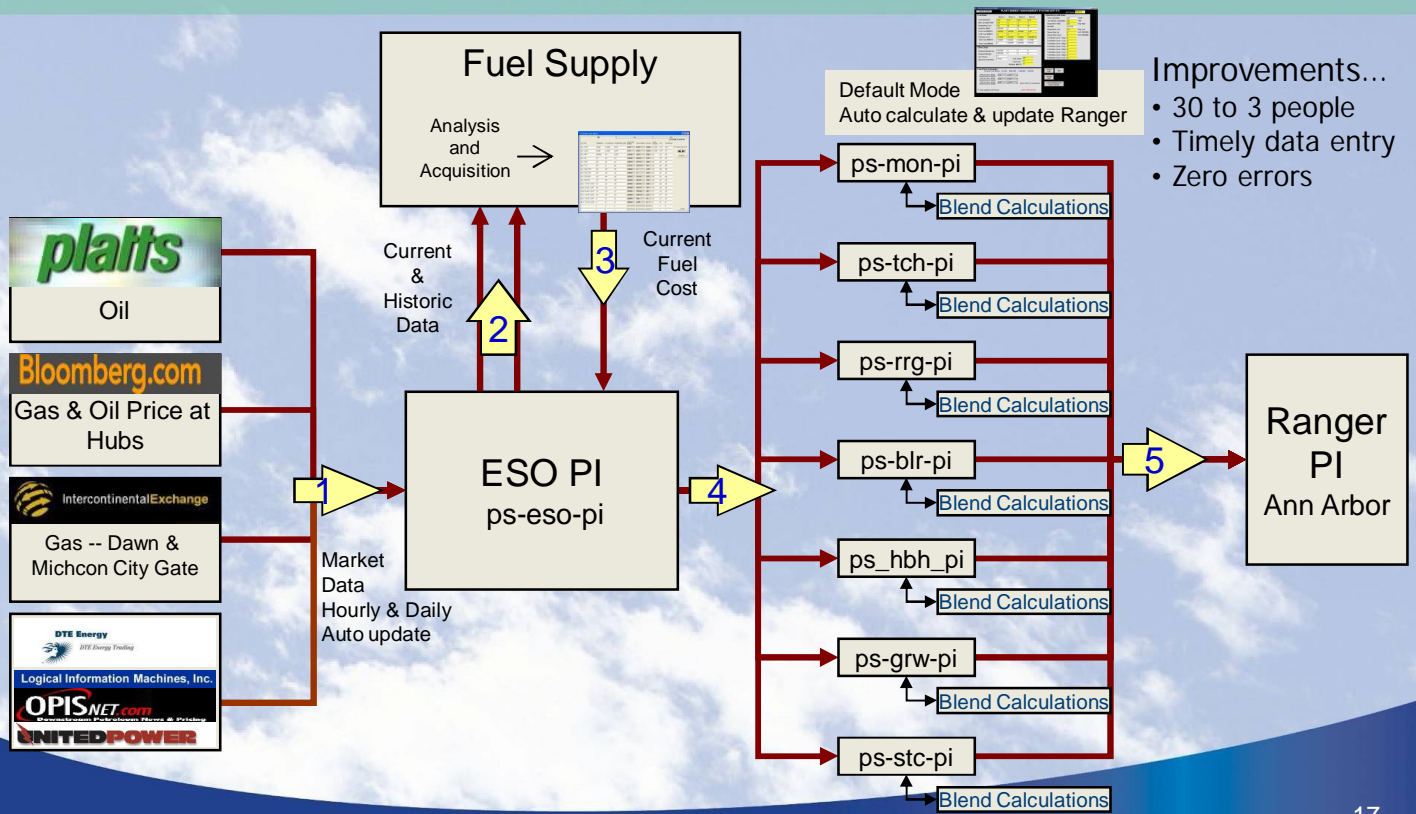 Fuel Supply
Analysis
and
Acquisition
Default Mode
Auto calculate & update Ranger
Improvements...
• 30 to 3 people
• Timely data entry
• Zero errors
platts
Oil
Bloomberg.com
Gas & Oil Price at
Hubs
IntercontinentalExchange
Gas -- Dawn &
Michcon City Gate
DTE Energy
DTE Energy Trading
Logical Information Machines, Inc.
OPISNET.com
Downstream Petroleum News & Pricing
UNITEDPOWER
1
Market
Data
Hourly & Daily
Auto update
Current
&
Historic
Data
2
3
Current
Fuel
Cost
ESO PI
ps-eso-pi
4
ps-mon-pi
Blend Calculations
ps-tch-pi
Blend Calculations
ps-rrg-pi
Blend Calculations
ps-blr-pi
Blend Calculations
ps_hbh_pi
Blend Calculations
ps-grw-pi
Blend Calculations
ps-stc-pi
Blend Calculations
5
Ranger
PI
Ann Arbor
17